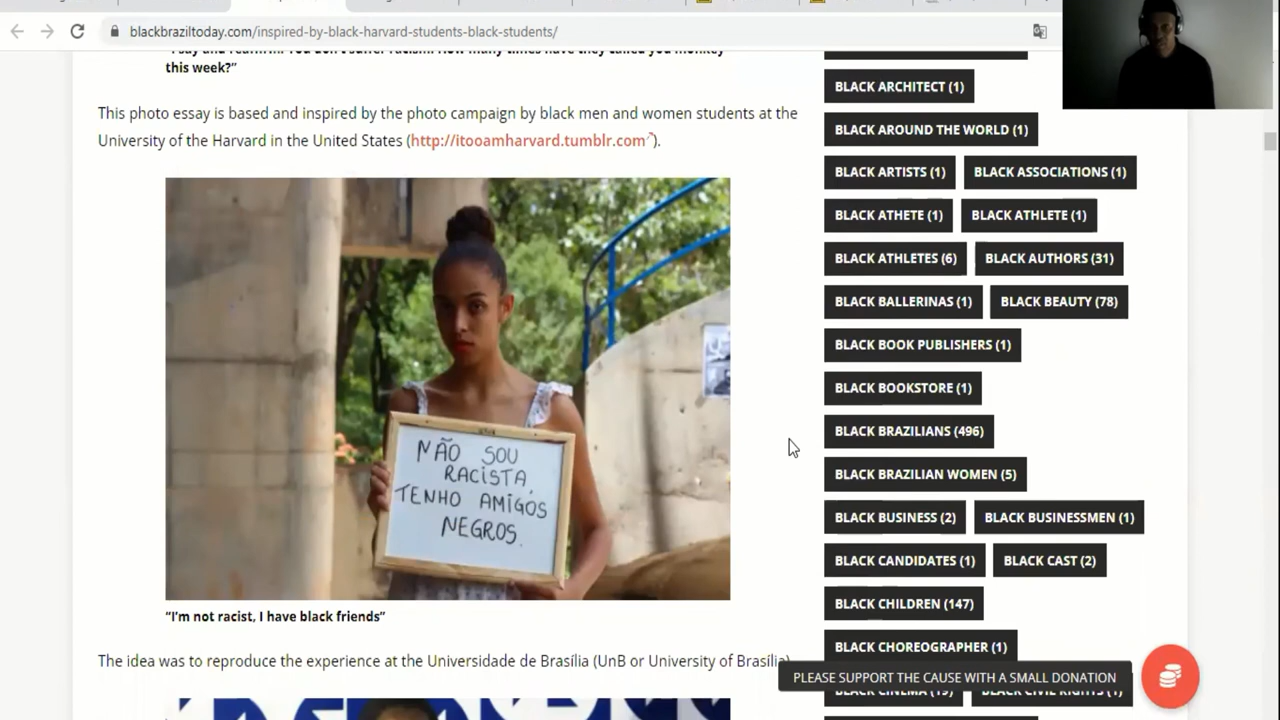 blackbraziltoday.com/inspired-by-black-harvard-students-black-students/
this week?”
This photo essay is based and inspired by the photo campaign by black men and women students at the
University of the Harvard in the United States (http://itooamharvard.tumblr.com).
NÃO SOU
RACISTA
TENHO AMIGOS
NEGROS.
“I’m not racist, I have black friends”
The idea was to reproduce the experience at the Universidade de Brasília (UnB or University of Brasília)
BLACK ARCHITECT (1)
BLACK AROUND THE WORLD (1)
BLACK ARTISTS (1) BLACK ASSOCIATIONS (1)
BLACK ATHETE (1) BLACK ATHLETE (1)
BLACK ATHLETES (6) BLACK AUTHORS (31)
BLACK BALLERINAS (1) BLACK BEAUTY (78)
BLACK BOOK PUBLISHERS (1)
BLACK BOOKSTORE (1)
BLACK BRAZILIANS (496)
BLACK BRAZILIAN WOMEN (5)
BLACK BUSINESS (2) BLACK BUSINESSMEN (1)
BLACK CANDIDATES (1) BLACK CAST (2)
BLACK CHILDREN (147)
BLACK CHOREOGRAPHER (1)
PLEASE SUPPORT THE CAUSE WITH A SMALL DONATION